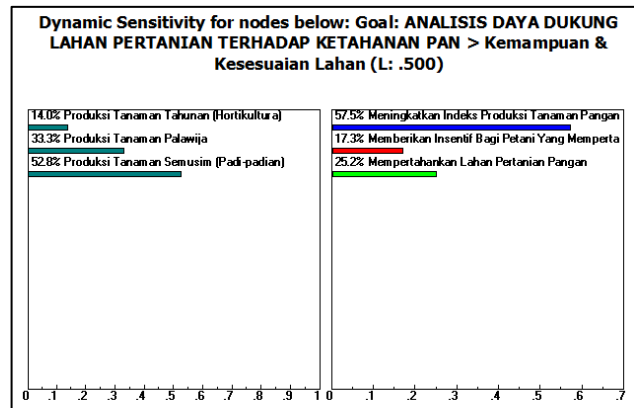 Dynamic Sensitivity for nodes below: Goal: ANALISIS DAYA DUKUNG
LAHAN PERTANIAN TERHADAP KETAHANAN PAN > Kemampuan &
Kesesuaian Lahan (L: .500)
14.0% Produksi Tanaman Tahunan (Hortikultura)
33.3% Produksi Tanaman Palawija
52.8% Produksi Tanaman Semusim (Padi-padian)
0 .1 .2 .3 .4 .5 .6 .7 .8 .9 1
57.5% Meningkatkan Indeks Produksi Tanaman Pangan
17.3% Memberikan Insentif Bagi Petani Yang Memperta
25.2% Mempertahankan Lahan Pertanian Pangan
0 .1 .2 .3 .4 .5 .6 .7